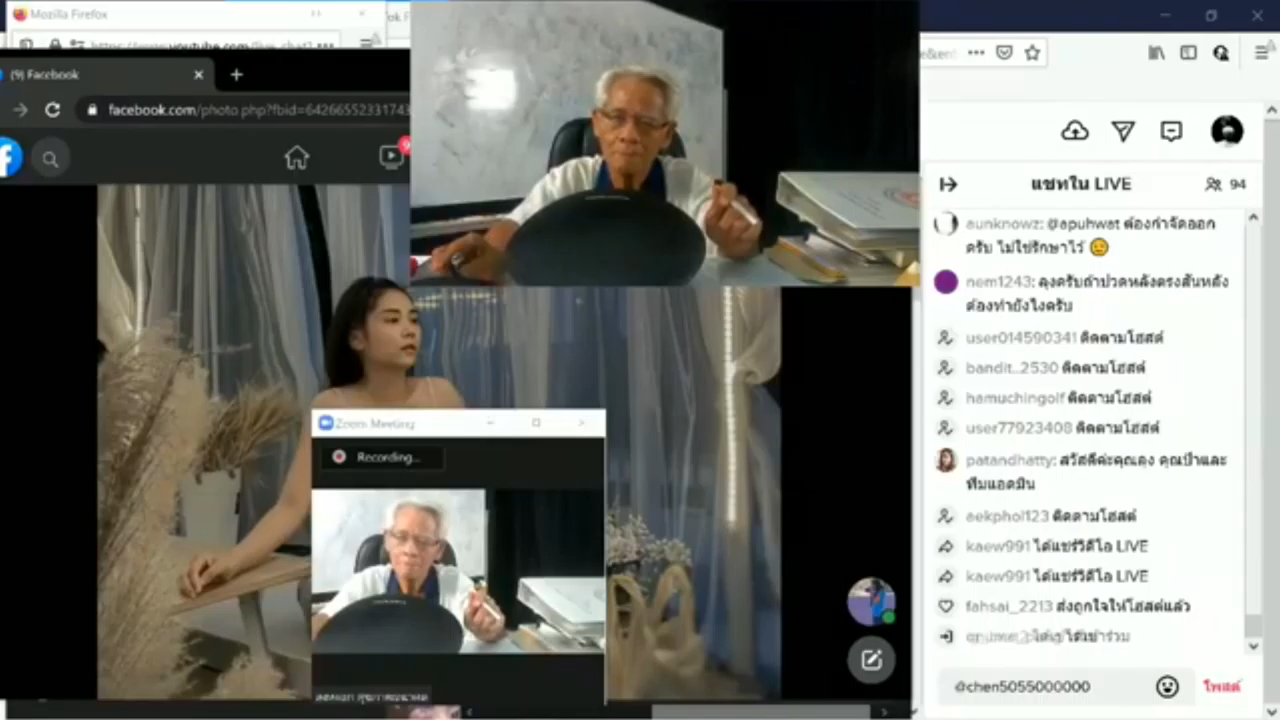 Mozilla Firefox
(9) Facebook
facebook.com/photo.php?fbid=64266552331743
แชทใน LIVE
94
aunknowz: @apuhwat ต้องกำจัดออก
ครับ ไม่ใช่รักษาไว้
nem1243: ลุงครับถ้าปวดหลังตรงสันหลัง
ต้องทำยังไงครับ
user014590341 ติดตามโฮสต์
bandit..2530 ติดตามโฮสต์
hamuchingolf ติดตามโฮสต์
user77923408 ติดตามโฮสต์
patandhatty: สวัสดีค่ะคุณลุง คุณป้าและ
ทีมแอดมิน
aekphol123 ติดตามโฮสต์
kaew991 ได้แชร์วิดีโอ LIVE
kaew991 ได้แชร์วิดีโอ LIVE
fahsai_2213 ส่งถูกใจให้โฮสต์แล้ว
@chen5055000000
โพสต์
Zoom Meeting
Recording...